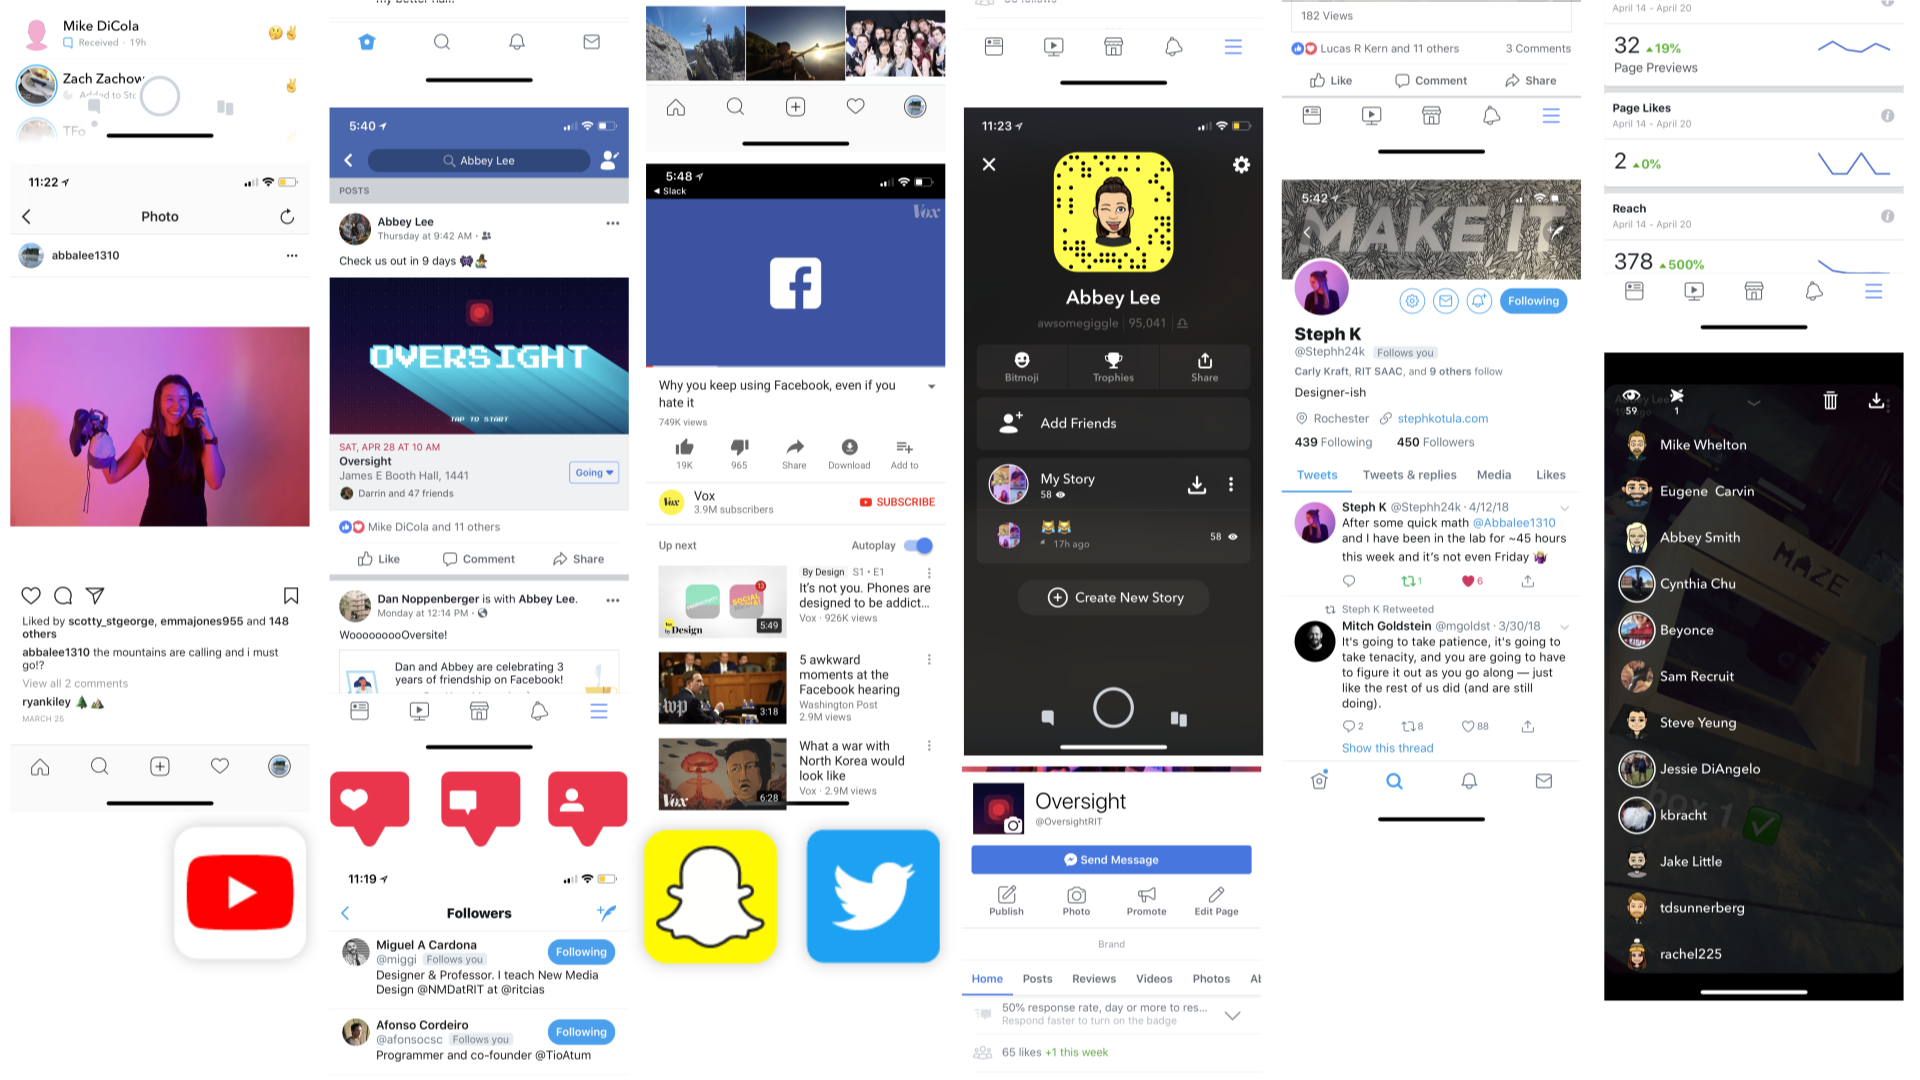 Mike DiCola
Received · 19h
Zach Zachow
Added to Sto
TFo
11:22
Photo
abbalee1310
Liked by scotty_stgeorge, emmajones955 and 148
others
abbalee1310 the mountains are calling and i must
go!?
View all 2 comments
ryankiley
MARCH 25
5:40
Abbey Lee
POSTS
Abbey Lee
Thursday at 9:42 AM ·
Check us out in 9 days
OVERSIGHT
TAP TO START
SAT, APR 28 AT 10 AM
Oversight
James E Booth Hall, 1441
Darrin and 47 friends
Going
Mike DiCola and 11 others
Like
Comment
Share
Dan Noppenberger is with Abbey Lee.
Monday at 12:14 PM ·
WooooooooOversite!
Dan and Abbey are celebrating 3
years of friendship on Facebook!
11:19
Followers
Miguel A Cardona
@miggi Follows you
Following
Designer & Professor. I teach New Media
Design @NMDatRIT at @ritcias
Afonso Cordeiro
@afonsocsc Follows you
Following
Programmer and co-founder @TioAtum
5:48
Slack
Vox
Why you keep using Facebook, even if you
hate it
749K views
19K
965
Share
Download
Add to
Vox
Vox
3.9M subscribers
SUBSCRIBE
Up next
Autoplay
SOCIAL
13
by Design
5:49
By Design S1 · E1
It's not you. Phones are
designed to be addict...
Vox · 926K views
wp
3:18
5 awkward
moments at the
Facebook hearing
Washington Post
2.9M views
Vox
6:28
What a war with
North Korea would
look like
Vox · 2.9M views
11:23
Abbey Lee
awsomegiggle
95,041
Bitmoji
Trophies
Share
Add Friends
My Story
58
17h ago
58
Create New Story
Oversight
@OversightRIT
Send Message
Publish
Photo
Promote
Edit Page
Brand
Home
Posts
Reviews
Videos
Photos
Al
50% response rate, day or more to res...
Respond faster to turn on the badge
65 likes +1 this week
182 Views
Lucas R Kern and 11 others
3 Comments
Like
Comment
Share
5:42
MAKE IT
Following
Steph K
@Stephh24k Follows you
Carly Kraft, RIT SAAC, and 9 others follow
Designer-ish
Rochester
stephkotula.com
439 Following
450 Followers
Tweets
Tweets & replies
Media
Likes
Steph K @Stephh24k · 4/12/18
After some quick math @Abbalee1310
and I have been in the lab for ~45 hours
this week and it's not even Friday
1
6
Steph K Retweeted
Mitch Goldstein @mgoldst · 3/30/18
It's going to take patience, it's going to
take tenacity, and you are going to have
to figure it out as you go along — just
like the rest of us did (and are still
doing).
2
8
88
Show this thread
April 14 - April 20
32 19%
Page Previews
Page Likes
April 14 - April 20
2 0%
Reach
April 14 - April 20
378 500%
59
1
Mike Whelton
Eugene Carvin
Abbey Smith
Cynthia Chu
Beyonce
Sam Recruit
Steve Yeung
Jessie DiAngelo
kbracht
Jake Little
tdsunnerberg
rachel225
MAZE
box 1